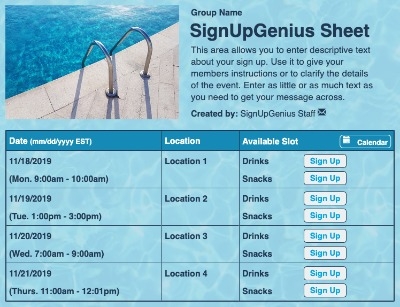 Group Name
SignUpGenius Sheet
This area allows you to enter descriptive text
about your sign up. Use it to give your
members instructions or to clarify the details
of the event. Enter as little or as much text as
you need to get your message across.
Created by: SignUpGenius Staff
Date (mm/dd/yyyy EST) Location Available Slot Calendar
11/18/2019 Location 1 Drinks Sign Up
(Mon. 9:00am - 10:00am) Snacks Sign Up
11/19/2019 Location 2 Drinks Sign Up
(Tue. 1:00pm - 3:00pm) Snacks Sign Up
11/20/2019 Location 3 Drinks Sign Up
(Wed. 7:00am - 9:00am) Snacks Sign Up
11/21/2019 Location 4 Drinks Sign Up
(Thurs. 11:00am - 12:01pm) Snacks Sign Up